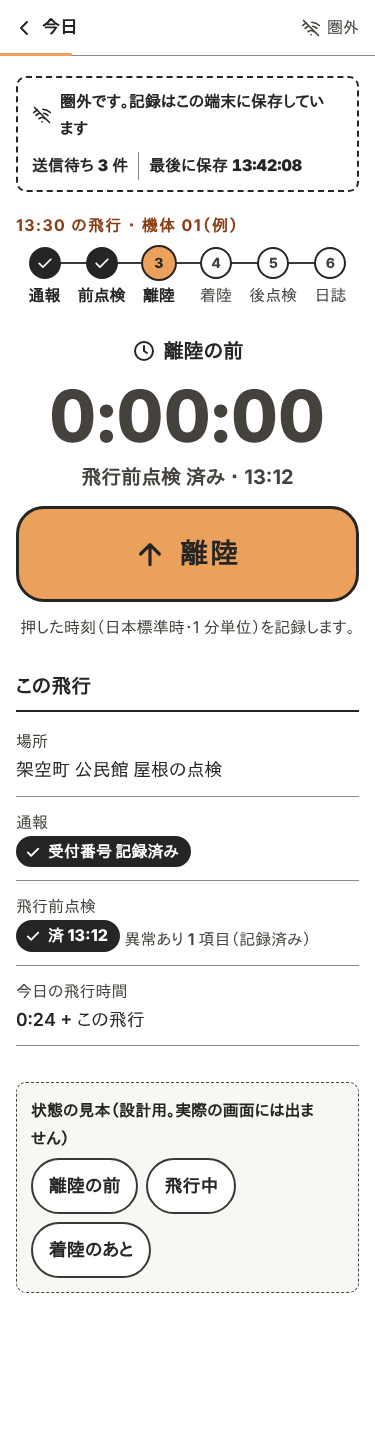 今日
圏外
圏外です。記録はこの端末に保存してい
ます
送信待ち 3 件
最後に保存 13:42:08
13:30 の飛行・機体 01(例)
3
4
5
6
通報
前点検
離陸
着陸
後点検
日誌
離陸の前
0:00:00
飛行前点検 済み・13:12
離陸
押した時刻(日本標準時・1 分単位)を記録します。
この飛行
場所
架空町 公民館 屋根の点検
通報
受付番号 記録済み
飛行前点検
済 13:12
異常あり 1 項目(記録済み)
今日の飛行時間
0:24 + この飛行
状態の見本(設計用。実際の画面には出ま
せん)
離陸の前
飛行中
着陸のあと